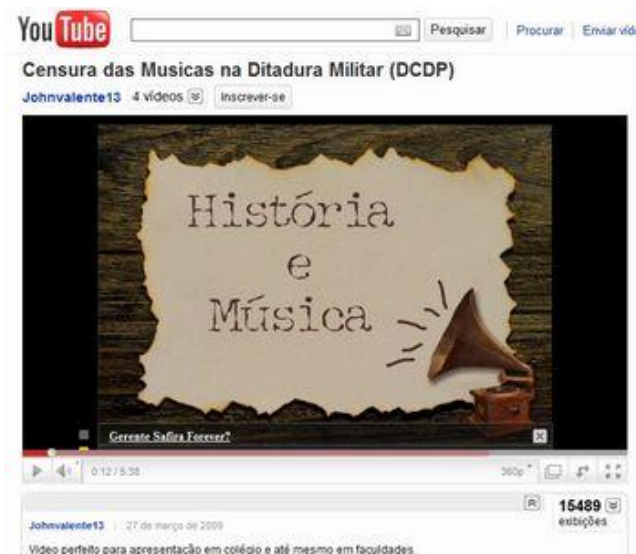 You Tube
Pesquisar
Procurar
Enviar víd
Censura das Musicas na Ditadura Militar (DCDP)
Johnvalente13 4 vídeos
Inscrever-se
História
e
Música
Gerente Safira Forever?
0:12 / 5:38
360p
15489
exibições
Johnvalente13 | 27 de março de 2009
Video perfeito para apresentação em colégio e até mesmo em faculdades.